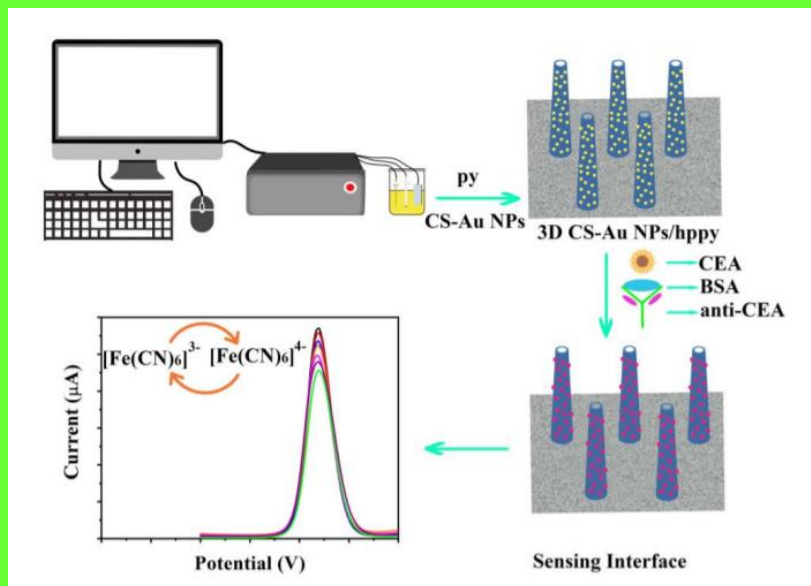 py
CS-Au NPs
3D CS-Au NPs/hppy
CEA
BSA
anti-CEA
[Fe(CN)₆]³⁻ [Fe(CN)₆]⁴⁻
Current (µA)
Potential (V)
Sensing Interface